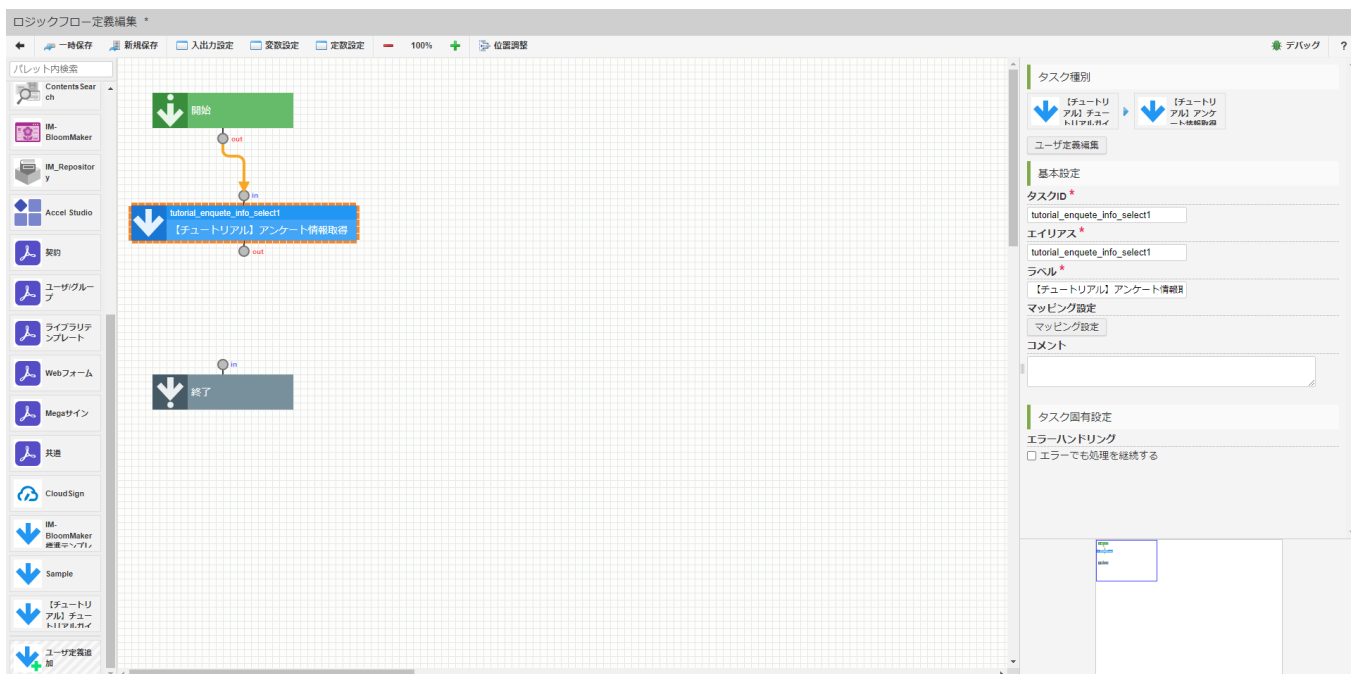 ロジックフロー定義編集 *
一時保存 新規保存 入出力設定 変数設定 定数設定 100% 位置調整 デバッグ ?
パレット内検索
ContentsSear
ch
IM-
BloomMaker
IM_Repositor
y
Accel Studio
契約
ユーザ/グルー
プ
ライブラリテ
ンプレート
Webフォーム
Megaサイン
共通
CloudSign
IM-
BloomMaker
標準テンプレ
Sample
【チュートリ
アル】チュー
トリアルガイ
ユーザ定義追
加
開始
out
in
tutorial_enquete_info_select1
【チュートリアル】アンケート情報取得
out
in
終了
タスク種別
【チュートリ
アル】チュー
トリアルガイ
【チュートリ
アル】アンケ
ート情報取得
ユーザ定義編集
基本設定
タスクID *
tutorial_enquete_info_select1
エイリアス *
tutorial_enquete_info_select1
ラベル *
【チュートリアル】アンケート情報
マッピング設定
マッピング設定
コメント
タスク固有設定
エラーハンドリング
エラーでも処理を継続する